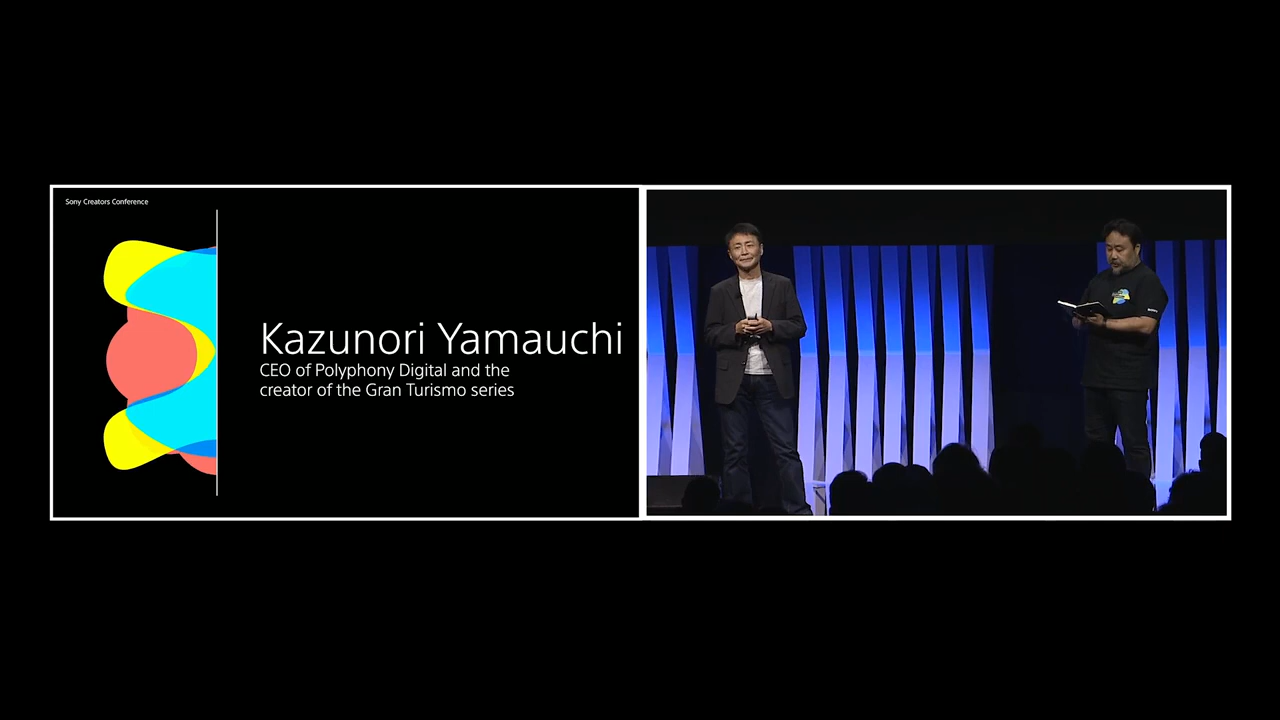 Sony Creators Conference
Kazunori Yamauchi
CEO of Polyphony Digital and the
creator of the Gran Turismo series